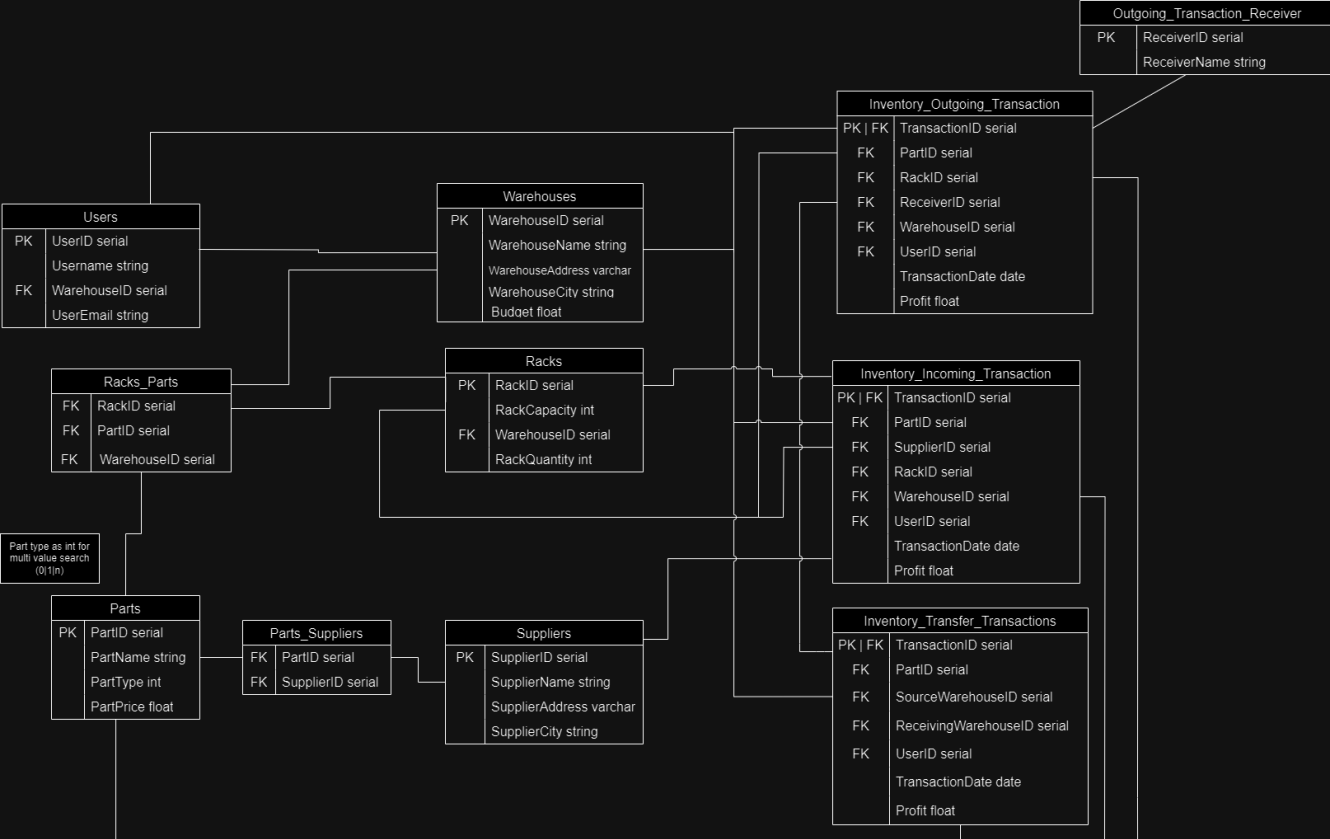 Outgoing_Transaction_Receiver
PK ReceiverID serial
ReceiverName string
Inventory_Outgoing_Transaction
PK | FK TransactionID serial
FK PartID serial
FK RackID serial
FK ReceiverID serial
FK WarehouseID serial
FK UserID serial
TransactionDate date
Profit float
Warehouses
PK WarehouseID serial
WarehouseName string
WarehouseAddress varchar
WarehouseCity string
Budget float
Users
PK UserID serial
Username string
FK WarehouseID serial
UserEmail string
Racks_Parts
FK RackID serial
FK PartID serial
FK WarehouseID serial
Racks
PK RackID serial
RackCapacity int
FK WarehouseID serial
RackQuantity int
Inventory_Incoming_Transaction
PK | FK TransactionID serial
FK PartID serial
FK SupplierID serial
FK RackID serial
FK WarehouseID serial
FK UserID serial
TransactionDate date
Profit float
Part type as int for
multi value search
(0|1|n)
Parts
PK PartID serial
PartName string
PartType int
PartPrice float
Parts_Suppliers
FK PartID serial
FK SupplierID serial
Suppliers
PK SupplierID serial
SupplierName string
SupplierAddress varchar
SupplierCity string
Inventory_Transfer_Transactions
PK | FK TransactionID serial
FK PartID serial
FK SourceWarehouseID serial
FK ReceivingWarehouseID serial
FK UserID serial
TransactionDate date
Profit float